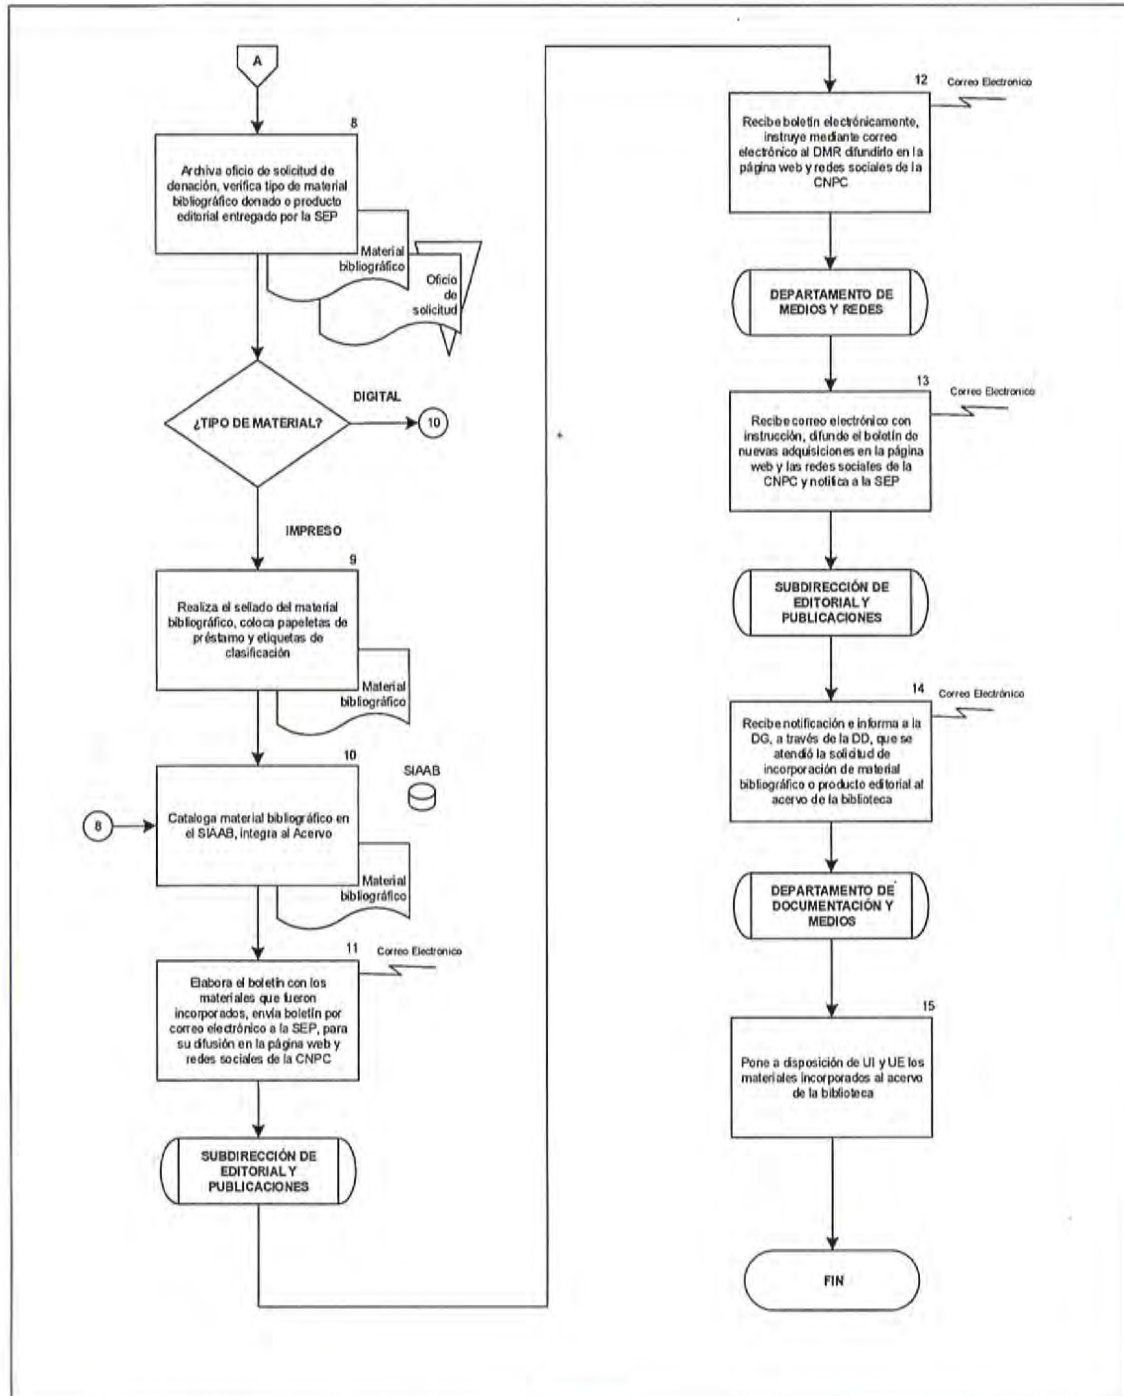 A
8
Archiva oficio de solicitud de
donación, verifica tipo de material
bibliográfico donado o producto
editorial entregado por la SEP
Material
bibliográfico
Oficio
de
solicitud
¿TIPO DE MATERIAL?
DIGITAL
10
IMPRESO
9
Realiza el sellado del material
bibliográfico, coloca papeletas de
préstamo y etiquetas de
clasificación
Material
bibliográfico
10
SIAAB
8
Cataloga material bibliográfico en
el SIAAB, integra al Acervo
Material
bibliográfico
11
Correo Electronico
Elabora el boletín con los
materiales que fueron
incorporados, envía boletín por
correo electrónico a la SEP, para
su difusión en la página web y
redes sociales de la CNPC
SUBDIRECCIÓN DE
EDITORIAL Y
PUBLICACIONES
12
Correo Electronico
Recibe boletín electrónicamente,
instruye mediante correo
electrónico al DMR difundirlo en la
página web y redes sociales de la
CNPC
DEPARTAMENTO DE
MEDIOS Y REDES
13
Correo Electronico
Recibe correo electrónico con
instrucción, difunde el boletín de
nuevas adquisiciones en la página
web y las redes sociales de la
CNPC y notifica a la SEP
SUBDIRECCIÓN DE
EDITORIAL Y
PUBLICACIONES
14
Correo Electrónico
Recibe notificación e informa a la
DG, a través de la DD, que se
atendió la solicitud de
incorporación de material
bibliográfico o producto editorial al
acervo de la biblioteca
DEPARTAMENTO DE
DOCUMENTACIÓN Y
MEDIOS
15
Pone a disposición de UI y UE los
materiales incorporados al acervo
de la biblioteca
FIN